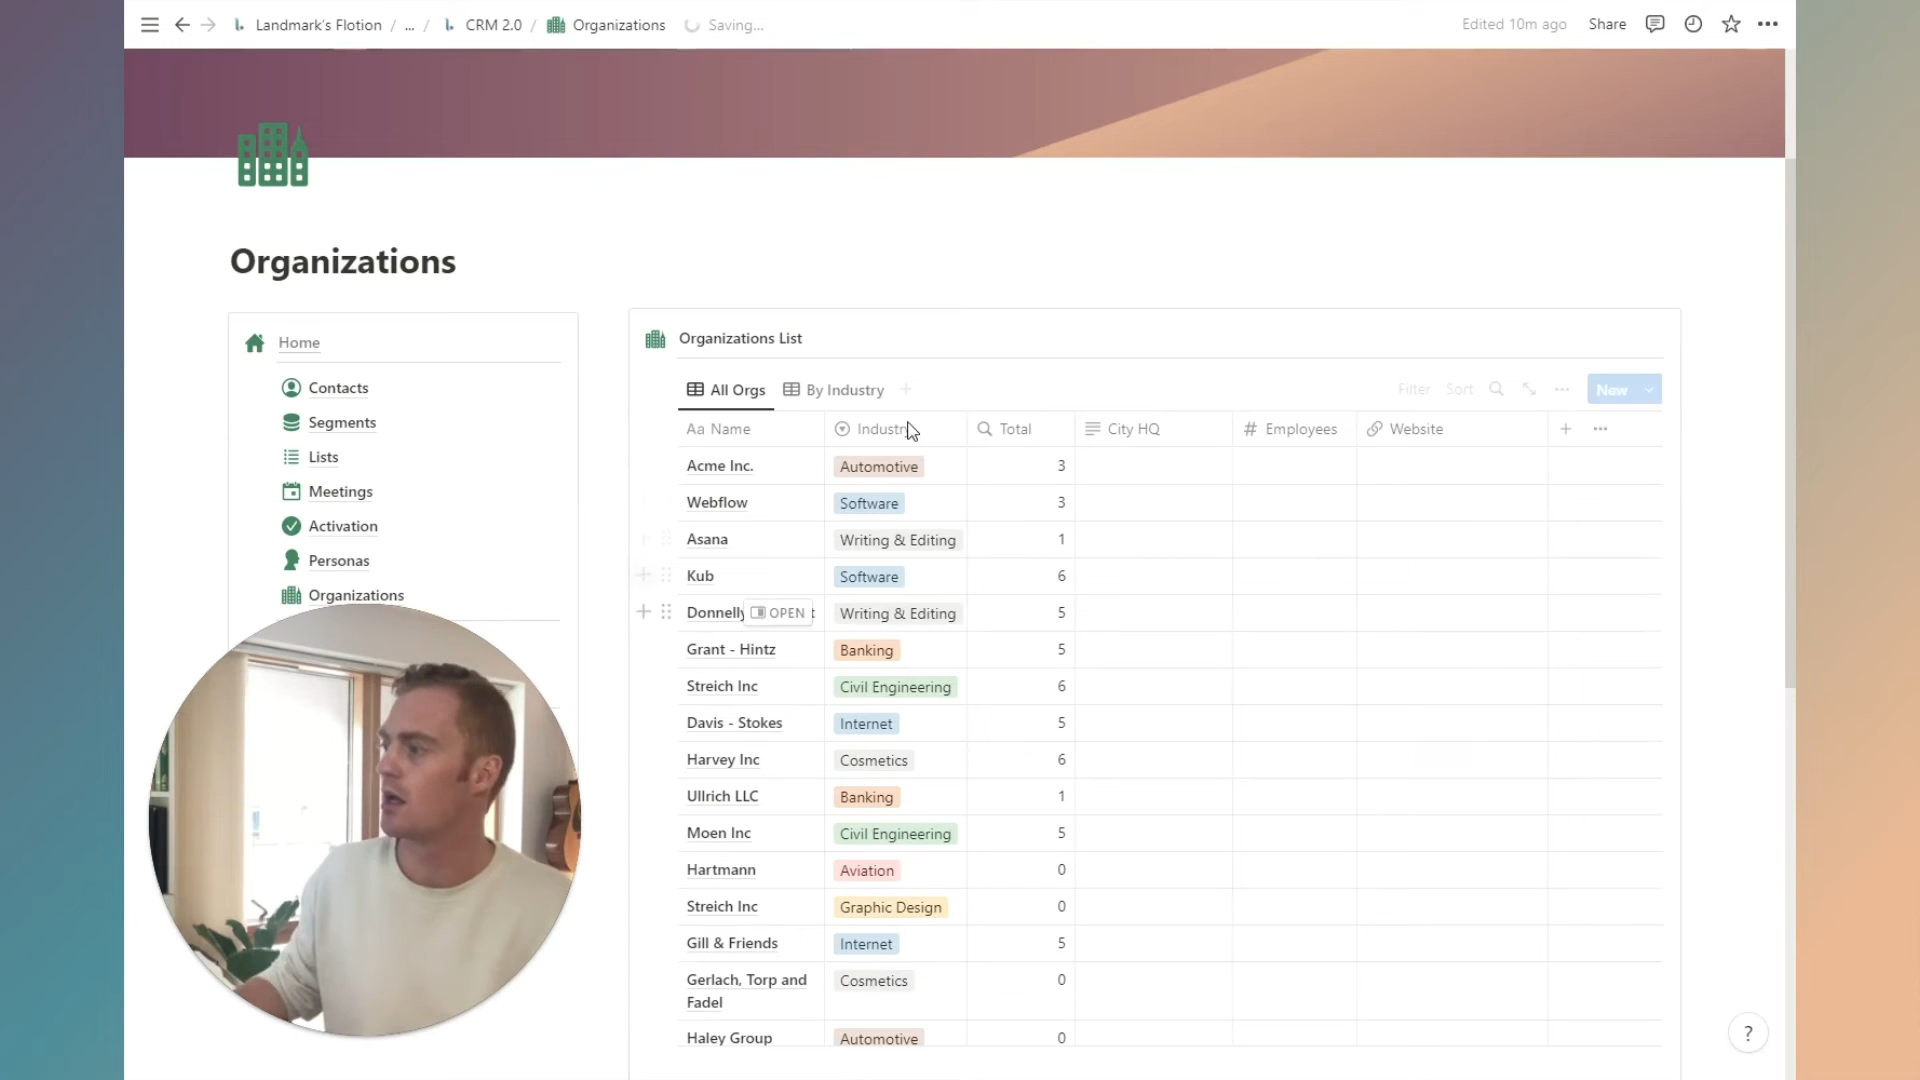 Landmark's Flotion / ... / CRM 2.0 / Organizations Saving...
Edited 10m ago Share
Organizations
Home
Contacts
Segments
Lists
Meetings
Activation
Personas
Organizations
Organizations List
All Orgs By Industry
Filter Sort New
Aa Name Industry Total City HQ # Employees Website
Acme Inc. Automotive 3
Webflow Software 3
Asana Writing & Editing 1
Kub Software 6
Donnelly OPEN Writing & Editing 5
Grant - Hintz Banking 5
Streich Inc Civil Engineering 6
Davis - Stokes Internet 5
Harvey Inc Cosmetics 6
Ullrich LLC Banking 1
Moen Inc Civil Engineering 5
Hartmann Aviation 0
Streich Inc Graphic Design 0
Gill & Friends Internet 5
Gerlach, Torp and Cosmetics 0
Fadel
Haley Group Automotive 0
?